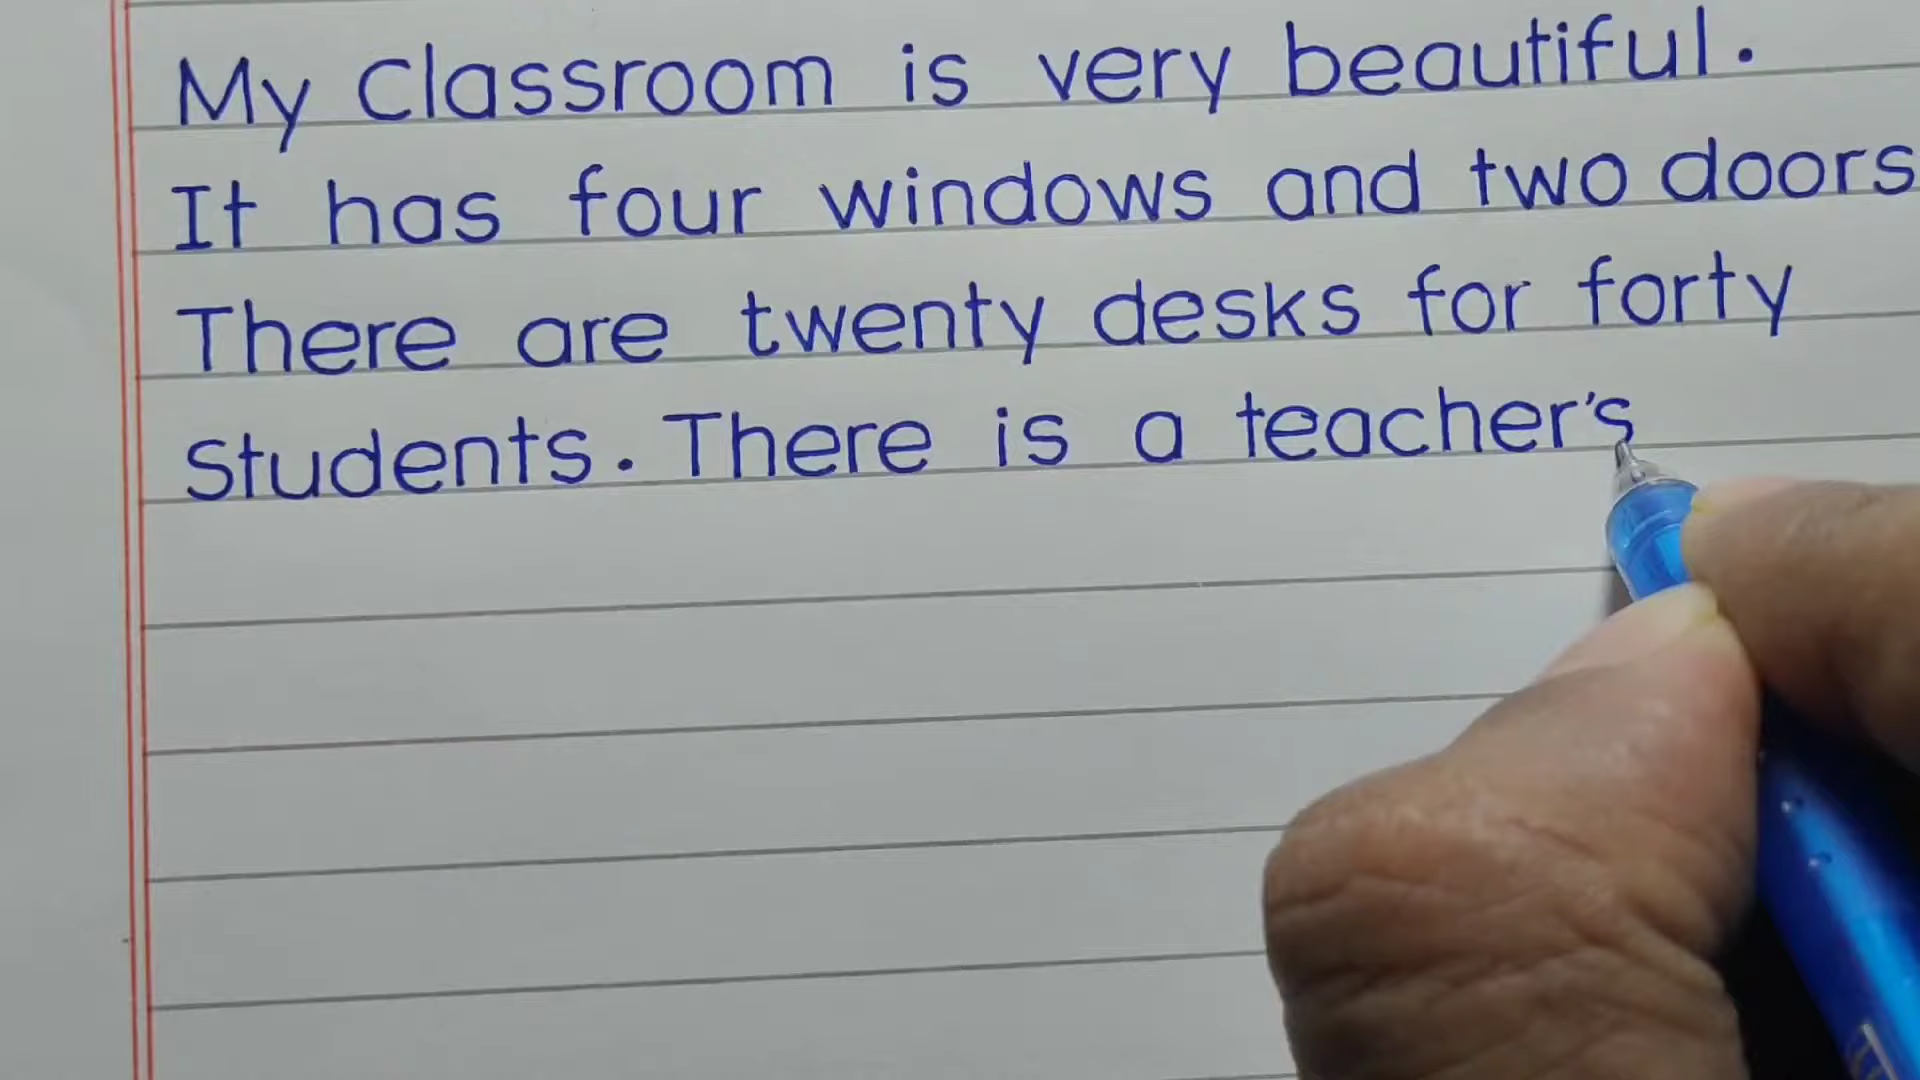 My classroom is very beautiful.
It has four windows and two doors
There are twenty desks for forty
students. There is a teacher's